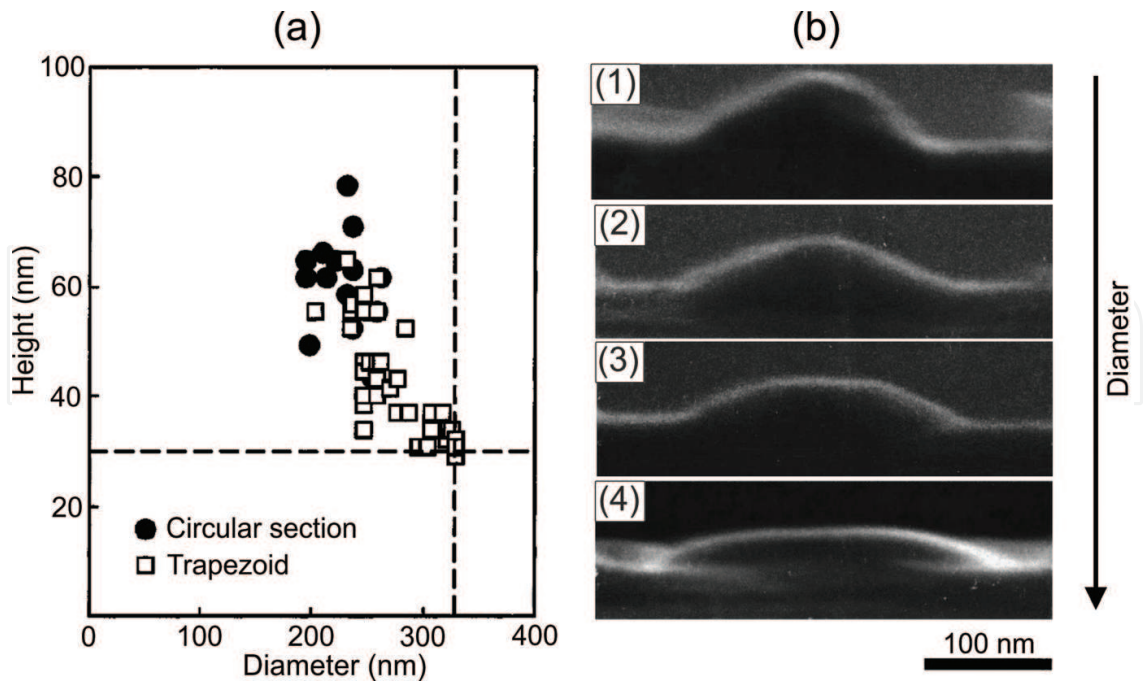 (a)
100
80
60
40
20
Height (nm)
Circular section
Trapezoid
0 100 200 300 400
Diameter (nm)
(b)
(1)
(2)
(3)
(4)
Diameter
100 nm